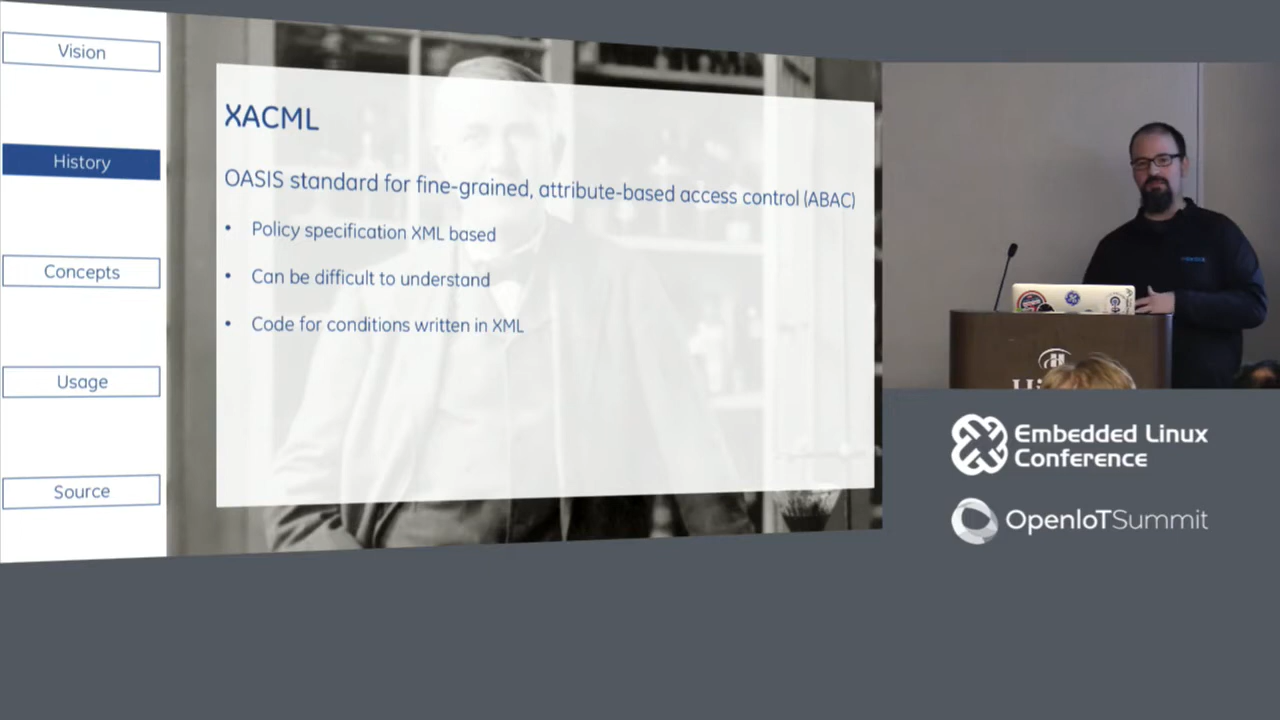 Vision
History
Concepts
Usage
Source
XACML
OASIS standard for fine-grained, attribute-based access control (ABAC)
• Policy specification XML based
• Can be difficult to understand
• Code for conditions written in XML
Embedded Linux
Conference
OpenIoTSummit